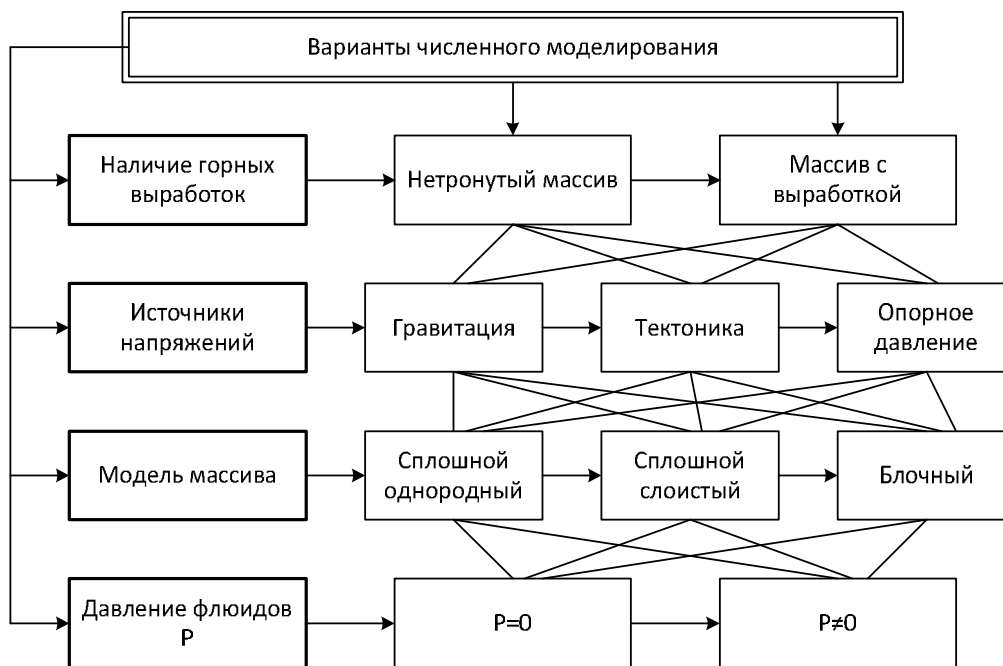 Варианты численного моделирования
Наличие горных
выработок
Нетронутый массив
Массив с
выработкой
Источники
напряжений
Гравитация
Тектоника
Опорное
давление
Модель массива
Сплошной
однородный
Сплошной
слоистый
Блочный
Давление флюидов
Р
Р=0
Р≠0